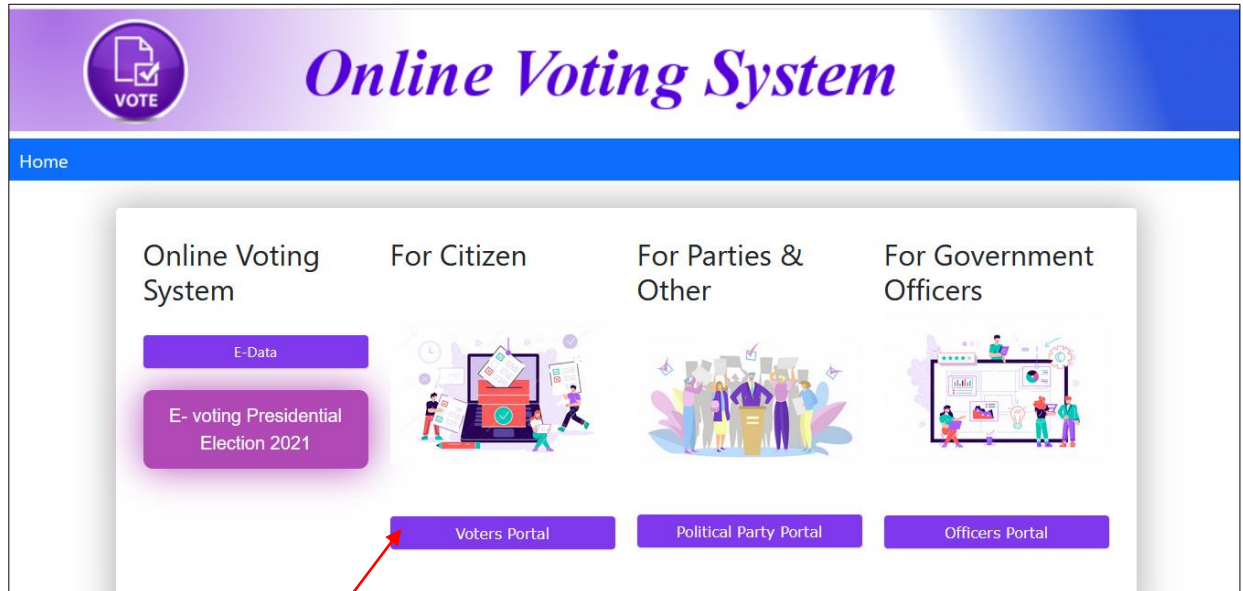 VOTE
Online Voting System
Home
Online Voting
System
E-Data
E- voting Presidential
Election 2021
For Citizen
Voters Portal
For Parties &
Other
Political Party Portal
For Government
Officers
Officers Portal